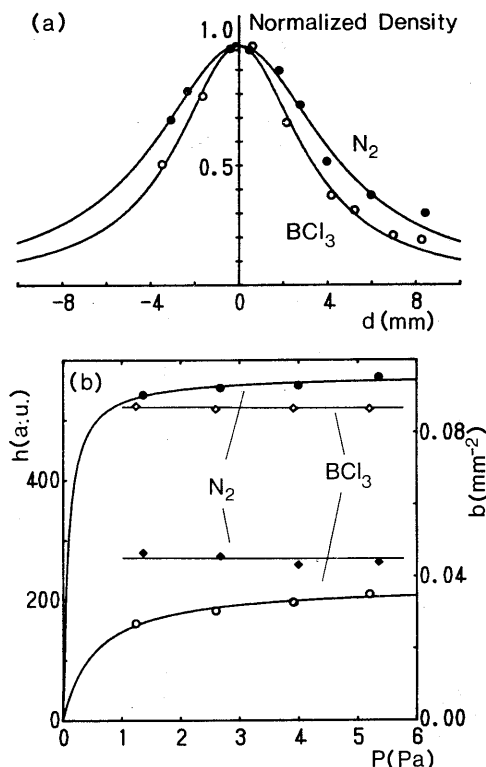 (a)
1.0
Normalized Density
N2
0.5
BCl3
-8 -4 0 4 8
d(mm)
(b)
h(a.u.)
400
200
0
N2
BCl3
0.08
0.04
0.00
b(mm-2)
0 1 2 3 4 5 6
P(Pa)